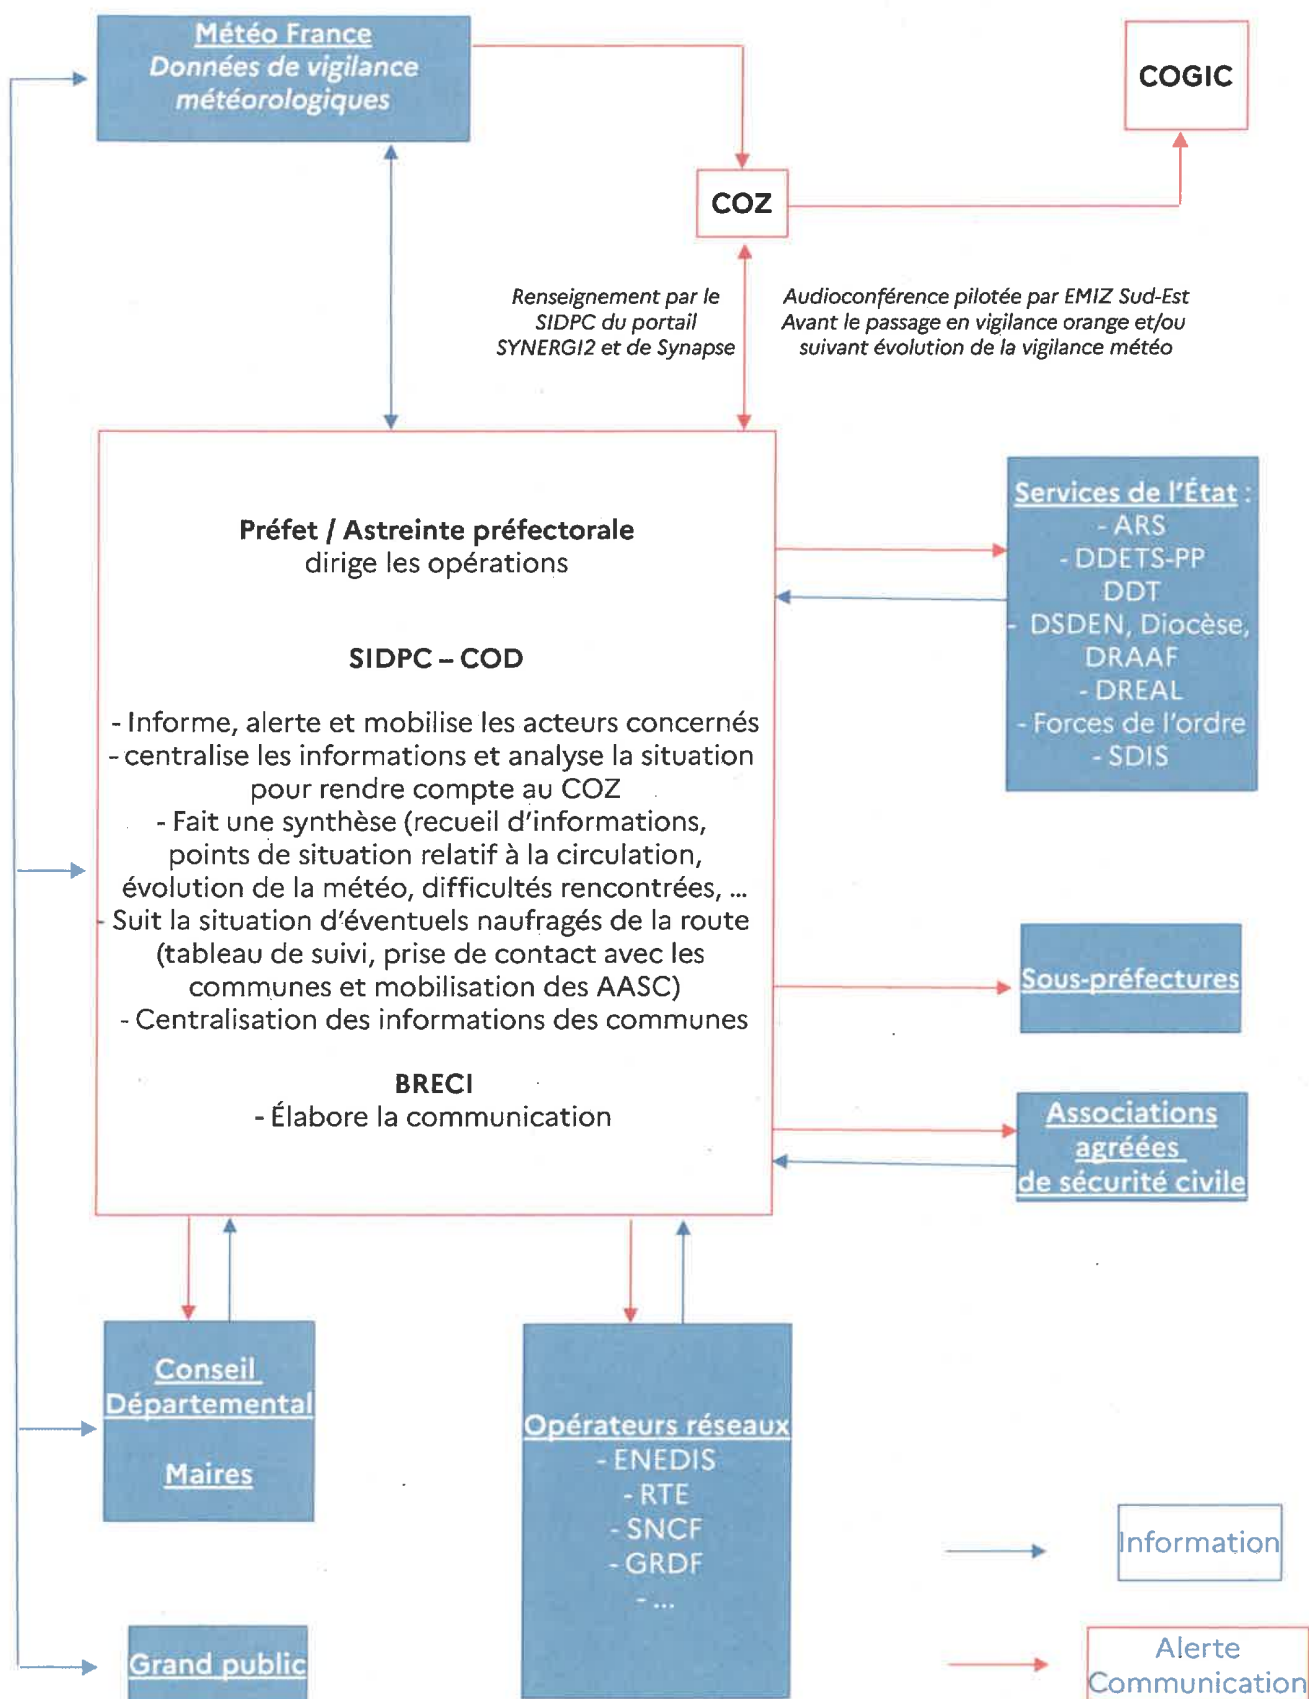 Météo France
Données de vigilance
météorologiques
COGIC
COZ
Renseignement par le
SIDPC du portail
SYNERGI2 et de Synapse
Audioconférence pilotée par EMIZ Sud-Est
Avant le passage en vigilance orange et/ou
suivant évolution de la vigilance météo
Préfet / Astreinte préfectorale
dirige les opérations
SIDPC – COD
- Informe, alerte et mobilise les acteurs concernés
- centralise les informations et analyse la situation
pour rendre compte au COZ
- Fait une synthèse (recueil d'informations,
points de situation relatif à la circulation,
évolution de la météo, difficultés rencontrées, ...
- Suit la situation d'éventuels naufragés de la route
(tableau de suivi, prise de contact avec les
communes et mobilisation des AASC)
- Centralisation des informations des communes
BRECI
- Élabore la communication
Services de l'État :
- ARS
- DDETS-PP
DDT
- DSDEN, Diocèse,
DRAAF
- DREAL
- Forces de l'ordre
- SDIS
Sous-préfectures
Associations
agréées
de sécurité civile
Conseil
Départemental
Maires
Opérateurs réseaux
- ENEDIS
- RTE
- SNCF
- GRDF
- ...
Grand public
Information
Alerte
Communication